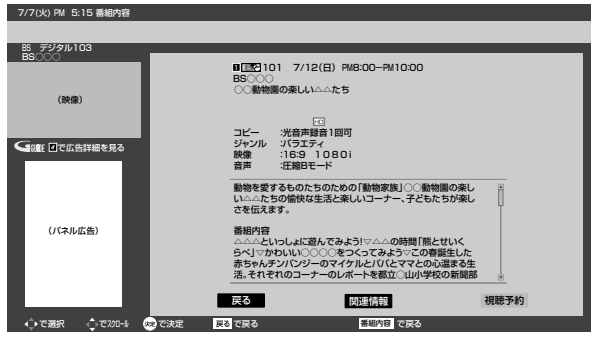 7/7(火) PM 5:15 番組内容
BS デジタル103
BS○○○
(映像)
GUIDE dで広告詳細を見る
(パネル広告)
101 7/12(日) PM8:00−PM10:00
BS○○○
○○動物園の楽しい△△たち
HD
コピー :光音声録音1回可
ジャンル :バラエティ
映像 :16:9 1080i
音声 :圧縮Bモード
動物を愛するものたちのための「動物家族」○○動物園の楽し
い△△たちの愉快な生活と楽しいコーナー、子どもたちが楽し
さを伝えます。
番組内容
△△△といっしょに遊んでみよう!▽△△の時間「熊とせいく
らべ」▽かわいい○○○○をつくってみよう▽この春誕生した
赤ちゃんチンパンジーのマイケルとパパとママとの心温まる生
活。それぞれのコーナーのレポートを都立○山小学校の新聞部
戻る 関連情報 視聴予約
で選択 でスクロール 決定で決定 戻るで戻る 番組内容で戻る